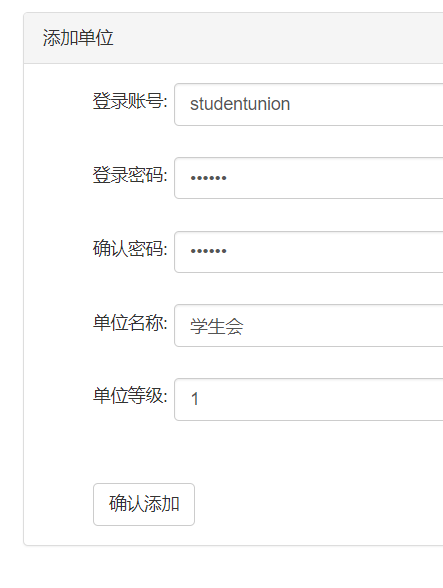 添加单位
登录账号: studentunion
登录密码: ••••••
确认密码: ••••••
单位名称: 学生会
单位等级: 1
确认添加